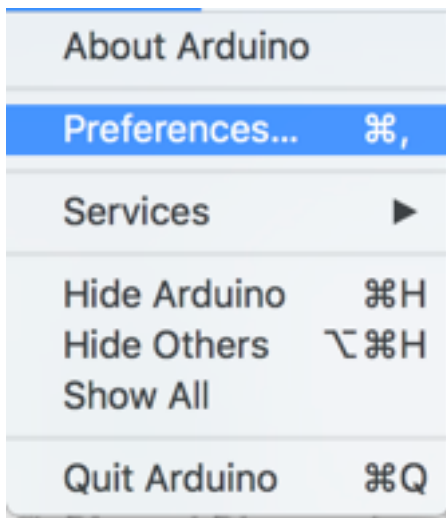 About Arduino
Preferences... ⌘,
Services ▶
Hide Arduino ⌘H
Hide Others ⌥⌘H
Show All
Quit Arduino ⌘Q